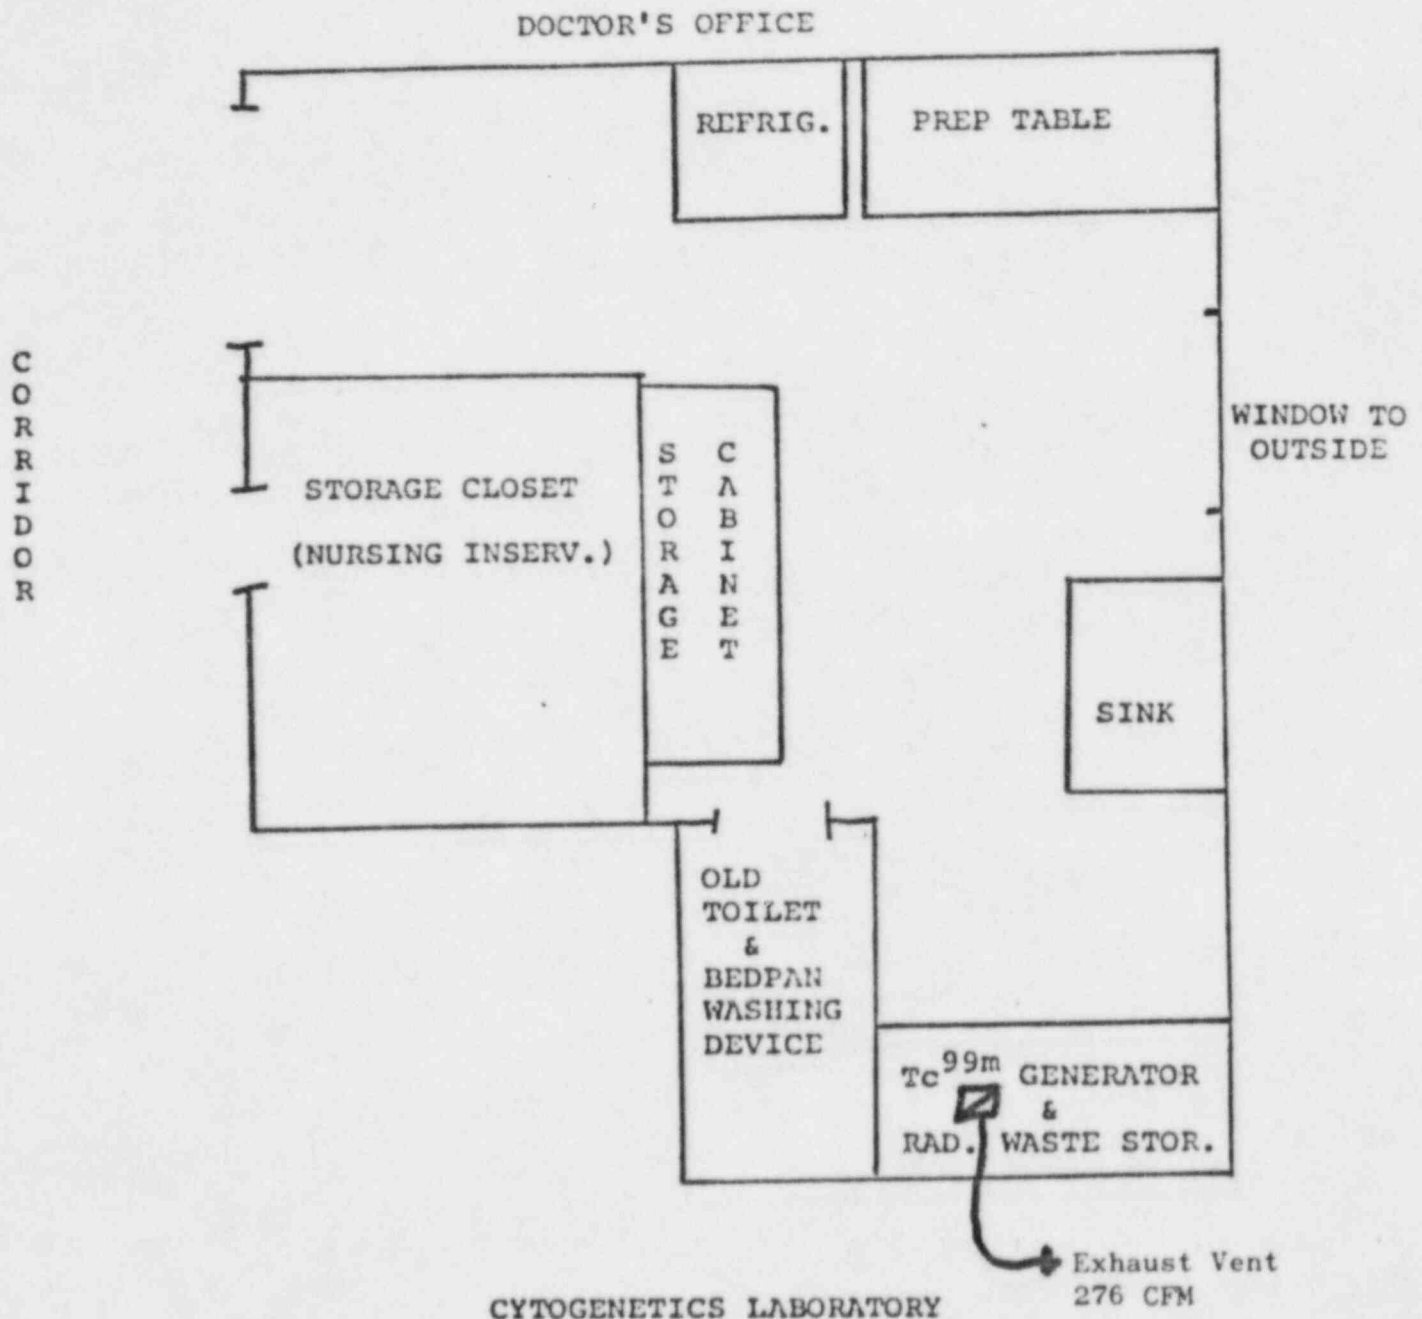 DOCTOR'S OFFICE
REFRIG.
PREP TABLE
CORRIDOR
WINDOW TO
OUTSIDE
STORAGE CLOSET
(NURSING INSERV.)
STORAGE
CABINET
SINK
OLD
TOILET
&
BEDPAN
WASHING
DEVICE
Tc99m GENERATOR
&
RAD. WASTE STOR.
Exhaust Vent
276 CFM
CYTOGENETICS LABORATORY